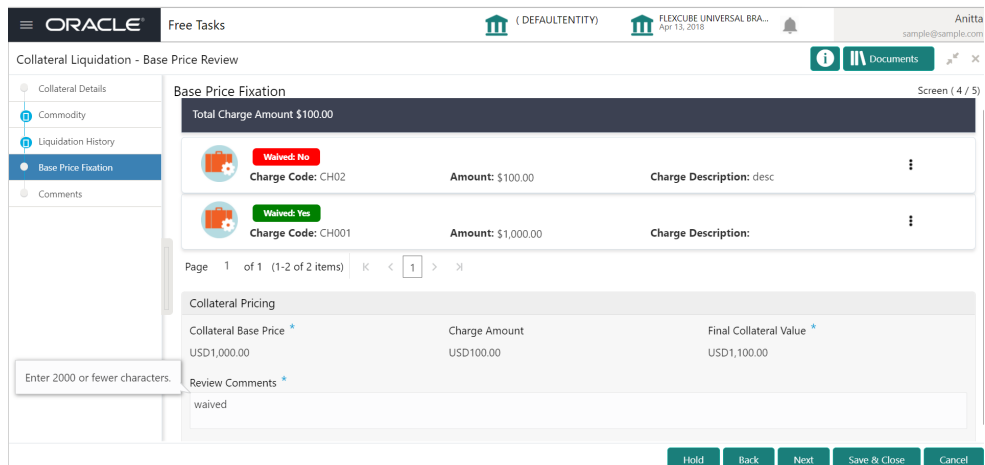 ORACLE®
Free Tasks
( DEFAULTENTITY)
FLEXCUBE UNIVERSAL BRA...
Apr 13, 2018
Anitta
sample@sample.com
Collateral Liquidation - Base Price Review
i
Documents
Collateral Details
Commodity
Liquidation History
Base Price Fixation
Comments
Base Price Fixation
Screen ( 4 / 5)
Total Charge Amount $100.00
Waived: No
Charge Code: CH02 Amount: $100.00 Charge Description: desc
Waived: Yes
Charge Code: CH001 Amount: $1,000.00 Charge Description:
Page 1 of 1 (1-2 of 2 items) K < 1 > >|
Collateral Pricing
Collateral Base Price * Charge Amount Final Collateral Value *
USD1,000.00 USD100.00 USD1,100.00
Enter 2000 or fewer characters.
Review Comments *
waived
Hold Back Next Save & Close Cancel